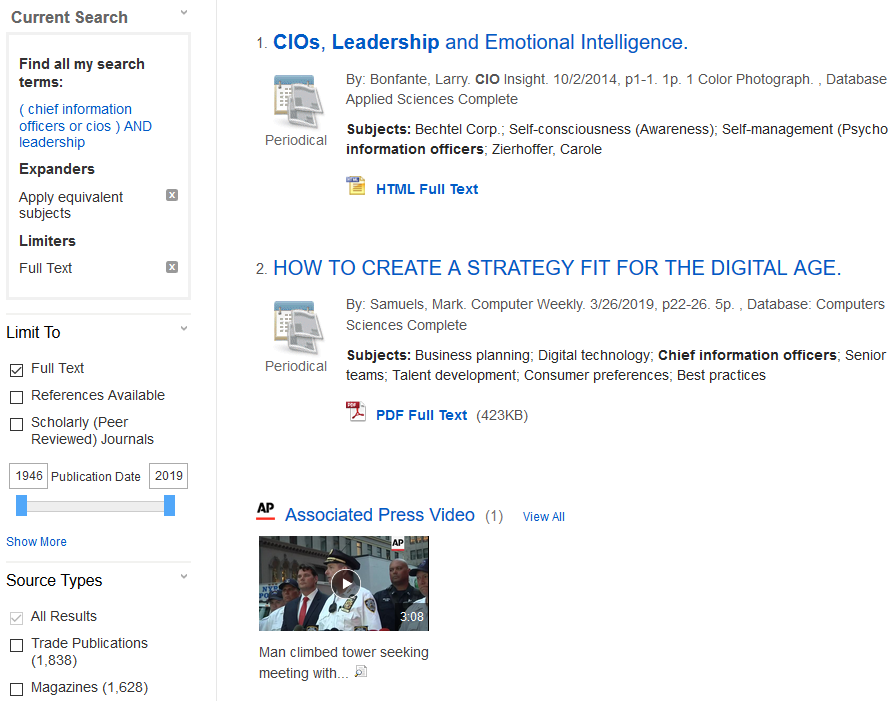 Current Search
Find all my search
terms:
( chief information
officers or cios ) AND
leadership
Expanders
Apply equivalent
subjects
x
Limiters
Full Text
x
Limit To
Full Text
References Available
Scholarly (Peer
Reviewed) Journals
1946 Publication Date 2019
Show More
Source Types
All Results
Trade Publications
(1,838)
Magazines (1,628)
1. CIOs, Leadership and Emotional Intelligence.
Periodical
By: Bonfante, Larry. CIO Insight. 10/2/2014, p1-1. 1p. 1 Color Photograph. , Database
Applied Sciences Complete
Subjects: Bechtel Corp.; Self-consciousness (Awareness); Self-management (Psycho
information officers; Zierhoffer, Carole
HTML Full Text
2. HOW TO CREATE A STRATEGY FIT FOR THE DIGITAL AGE.
Periodical
By: Samuels, Mark. Computer Weekly. 3/26/2019, p22-26. 5p. , Database: Computers
Sciences Complete
Subjects: Business planning; Digital technology; Chief information officers; Senior
teams; Talent development; Consumer preferences; Best practices
PDF
PDF Full Text (423KB)
AP Associated Press Video (1) View All
AP
3:08
Man climbed tower seeking
meeting with...